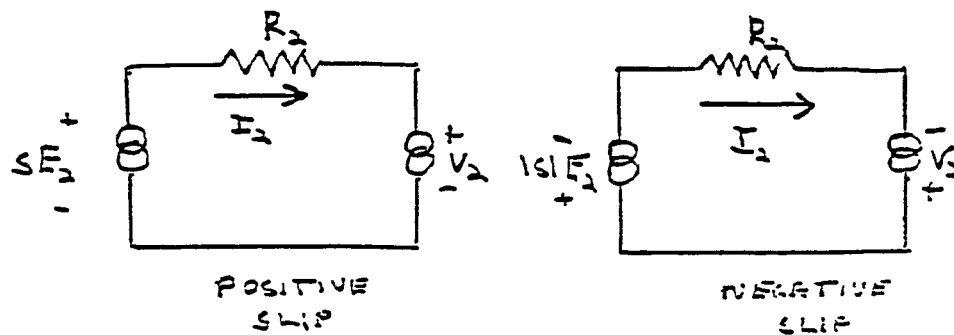 R₂
I₂
+
SE₂
-
+
V₂
-
POSITIVE
SLIP
R₂
I₂
-
|S|E₂
+
-
V₂
+
NEGATIVE
SLIP